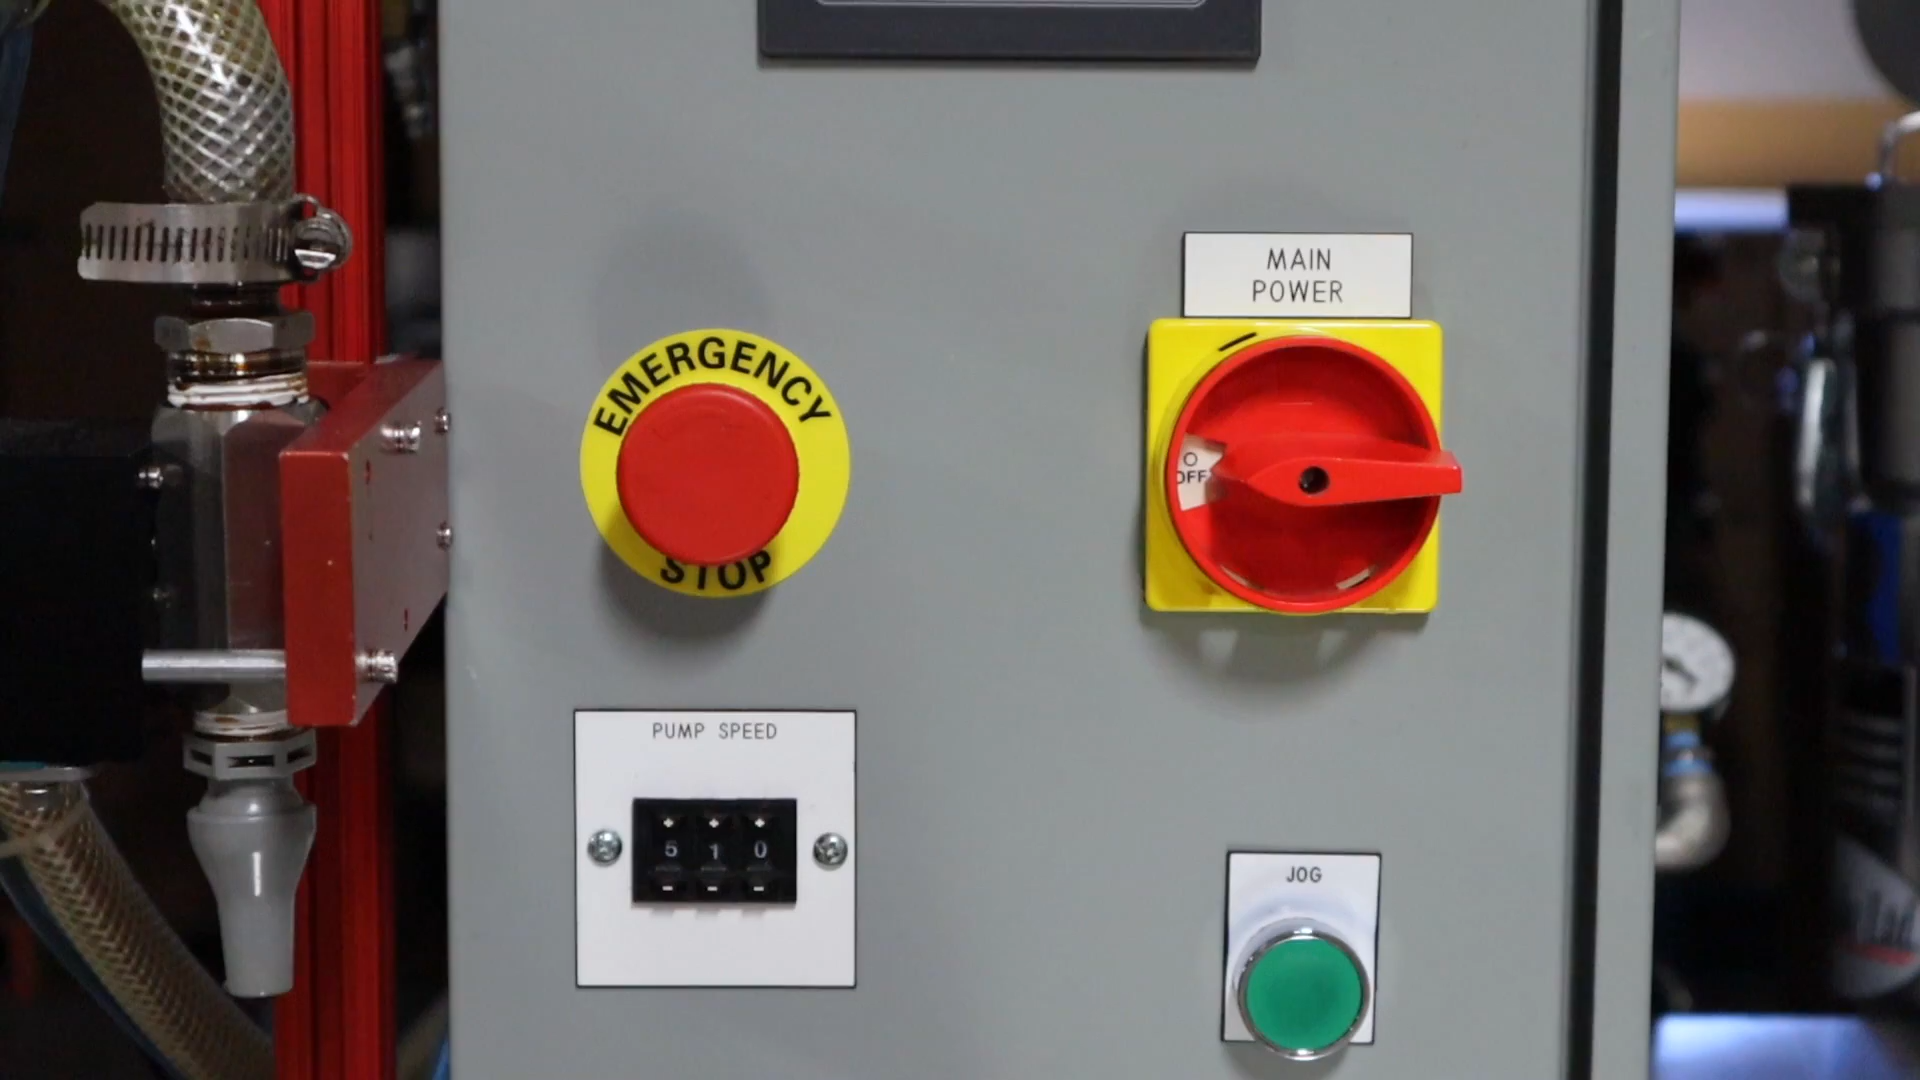 MAIN
POWER
EMERGENCY
STOP
O
OFF
PUMP SPEED
+ + +
5 1 0
- - -
JOG